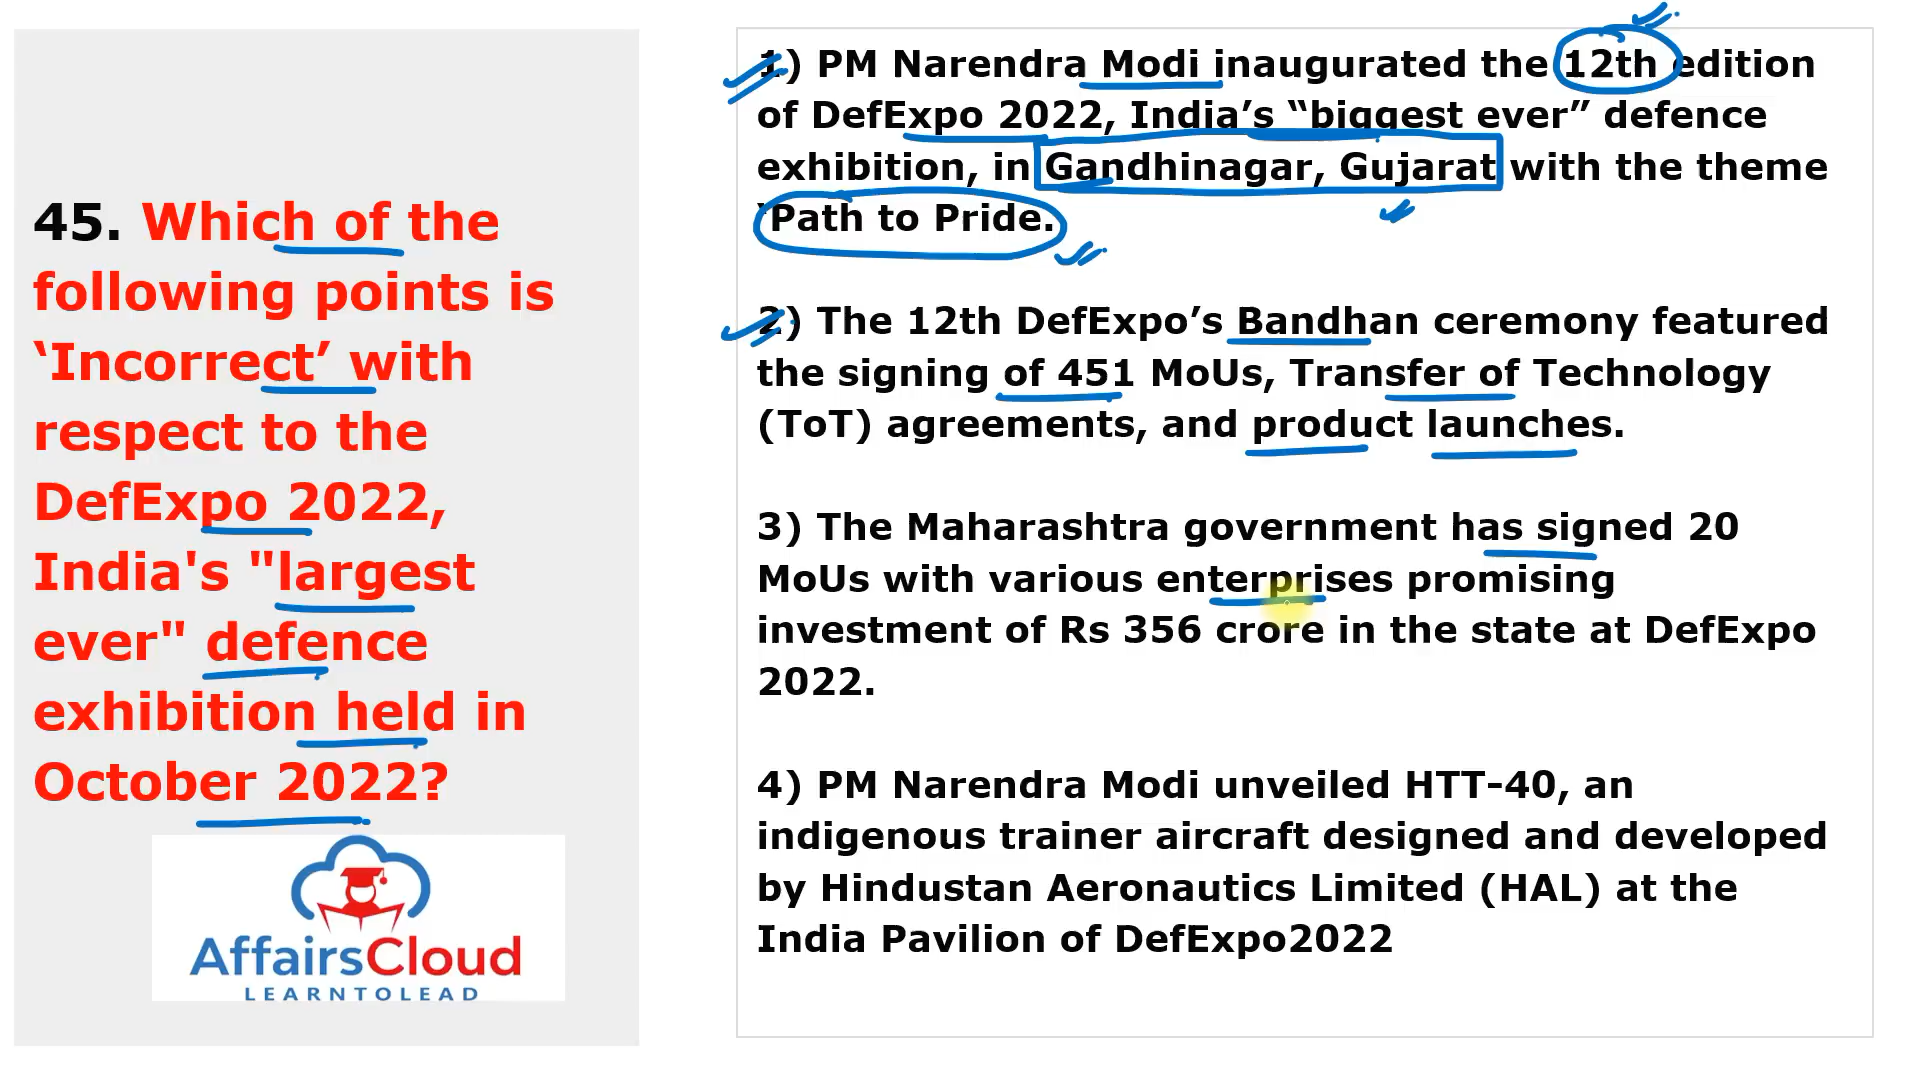 45. Which of the
following points is
‘Incorrect’ with
respect to the
DefExpo 2022,
India's "largest
ever" defence
exhibition held in
October 2022?
AffairsCloud
LEARNTOLEAD
1) PM Narendra Modi inaugurated the 12th edition
of DefExpo 2022, India’s “biggest ever” defence
exhibition, in Gandhinagar, Gujarat with the theme
‘Path to Pride.
2) The 12th DefExpo’s Bandhan ceremony featured
the signing of 451 MoUs, Transfer of Technology
(ToT) agreements, and product launches.
3) The Maharashtra government has signed 20
MoUs with various enterprises promising
investment of Rs 356 crore in the state at DefExpo
2022.
4) PM Narendra Modi unveiled HTT-40, an
indigenous trainer aircraft designed and developed
by Hindustan Aeronautics Limited (HAL) at the
India Pavilion of DefExpo2022